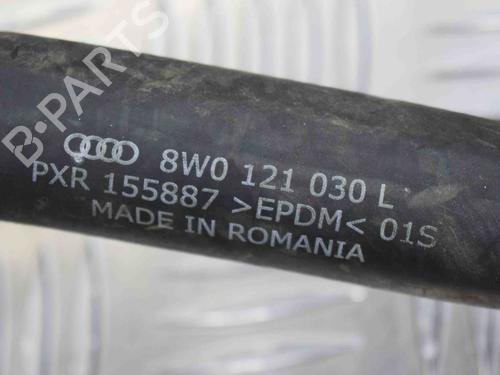 B-PARTS
8W0 121 030 L
PXR 155887 >EPDM< 01S
MADE IN ROMANIA